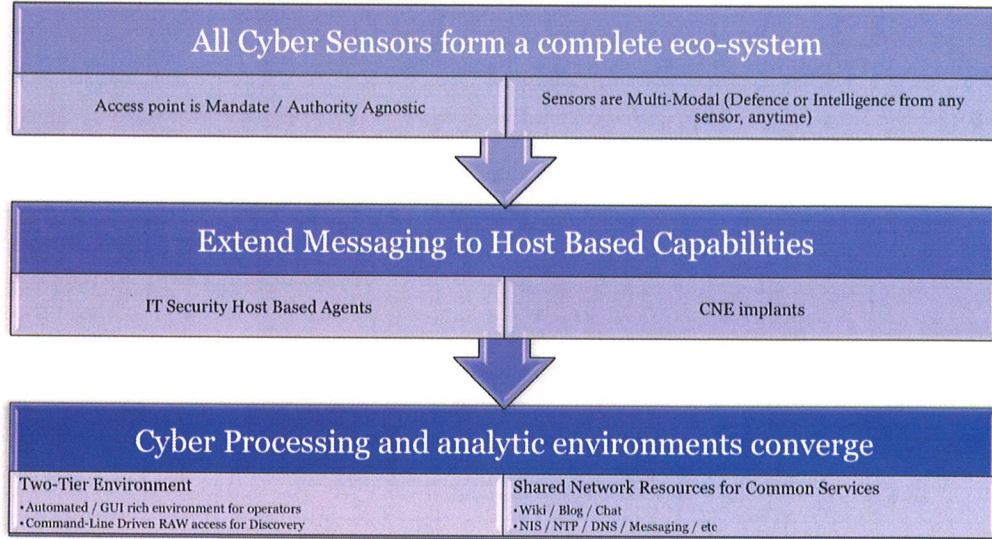 All Cyber Sensors form a complete eco-system
Access point is Mandate / Authority Agnostic
Sensors are Multi-Modal (Defence or Intelligence from any
sensor, anytime)
Extend Messaging to Host Based Capabilities
IT Security Host Based Agents
CNE implants
Cyber Processing and analytic environments converge
Two-Tier Environment
• Automated / GUI rich environment for operators
• Command-Line Driven RAW access for Discovery
Shared Network Resources for Common Services
• Wiki / Blog / Chat
• NIS / NTP / DNS / Messaging / etc